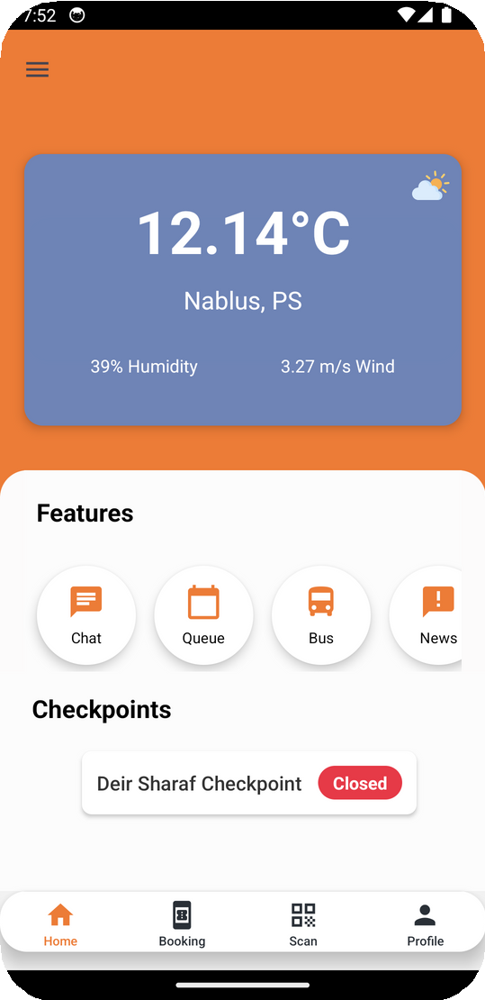 7:52
12.14°C
Nablus, PS
39% Humidity 3.27 m/s Wind
Features
Chat Queue Bus News
Checkpoints
Deir Sharaf Checkpoint Closed
Home Booking Scan Profile